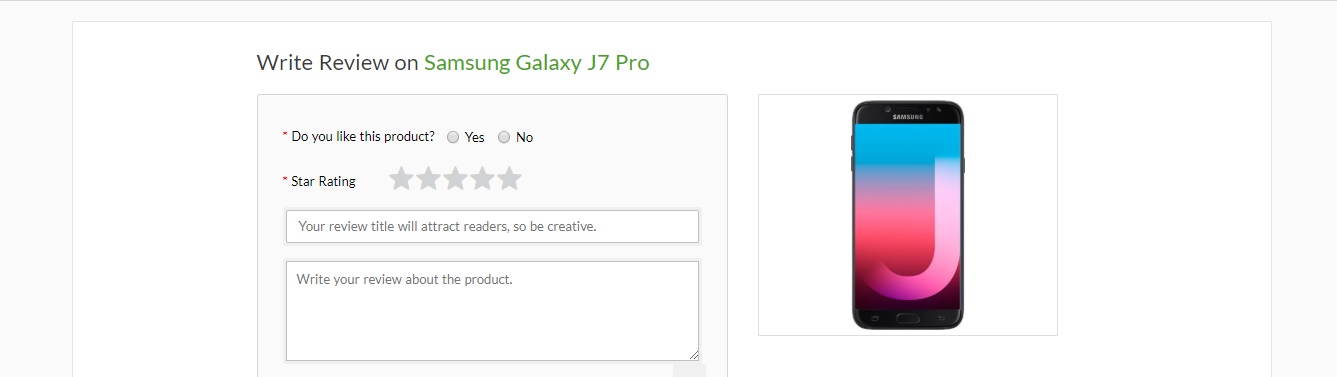 Write Review on Samsung Galaxy J7 Pro
* Do you like this product? Yes No
* Star Rating
Your review title will attract readers, so be creative.
Write your review about the product.
SAMSUNG